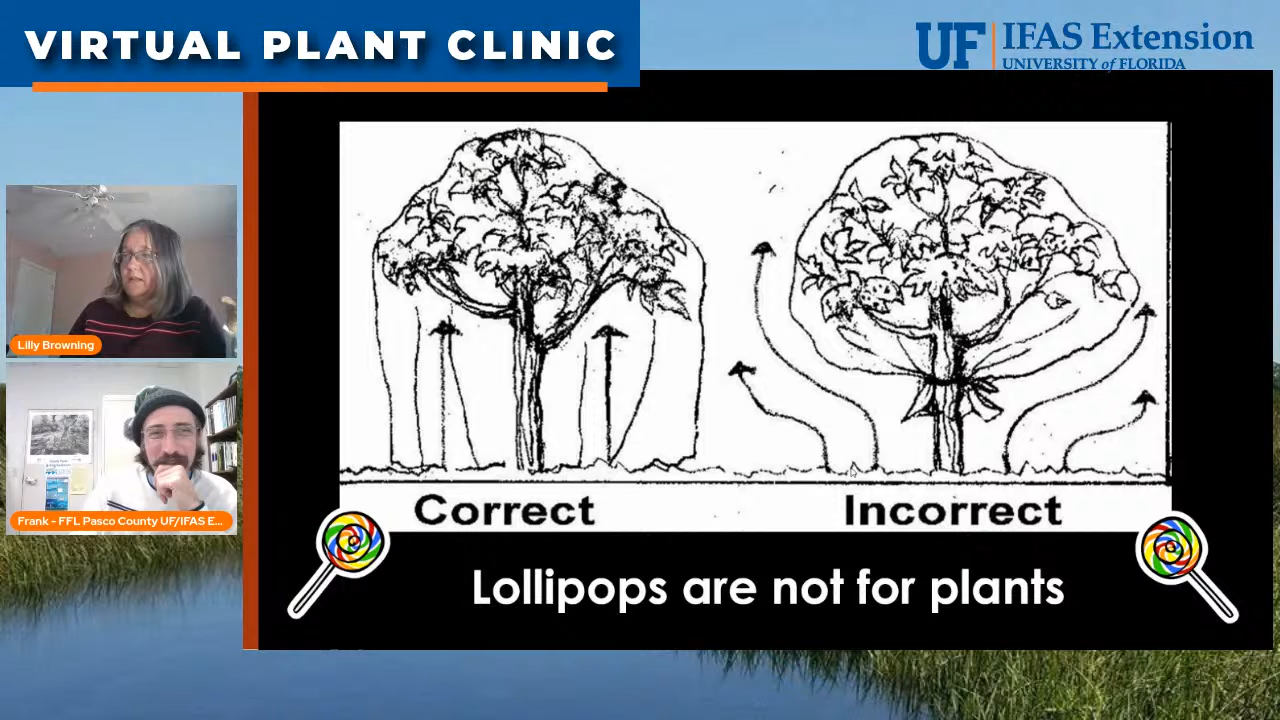 VIRTUAL PLANT CLINIC
UF IFAS Extension
UNIVERSITY of FLORIDA
Lilly Browning
Frank - FFL Pasco County UF/IFAS E...
Correct
Incorrect
Lollipops are not for plants